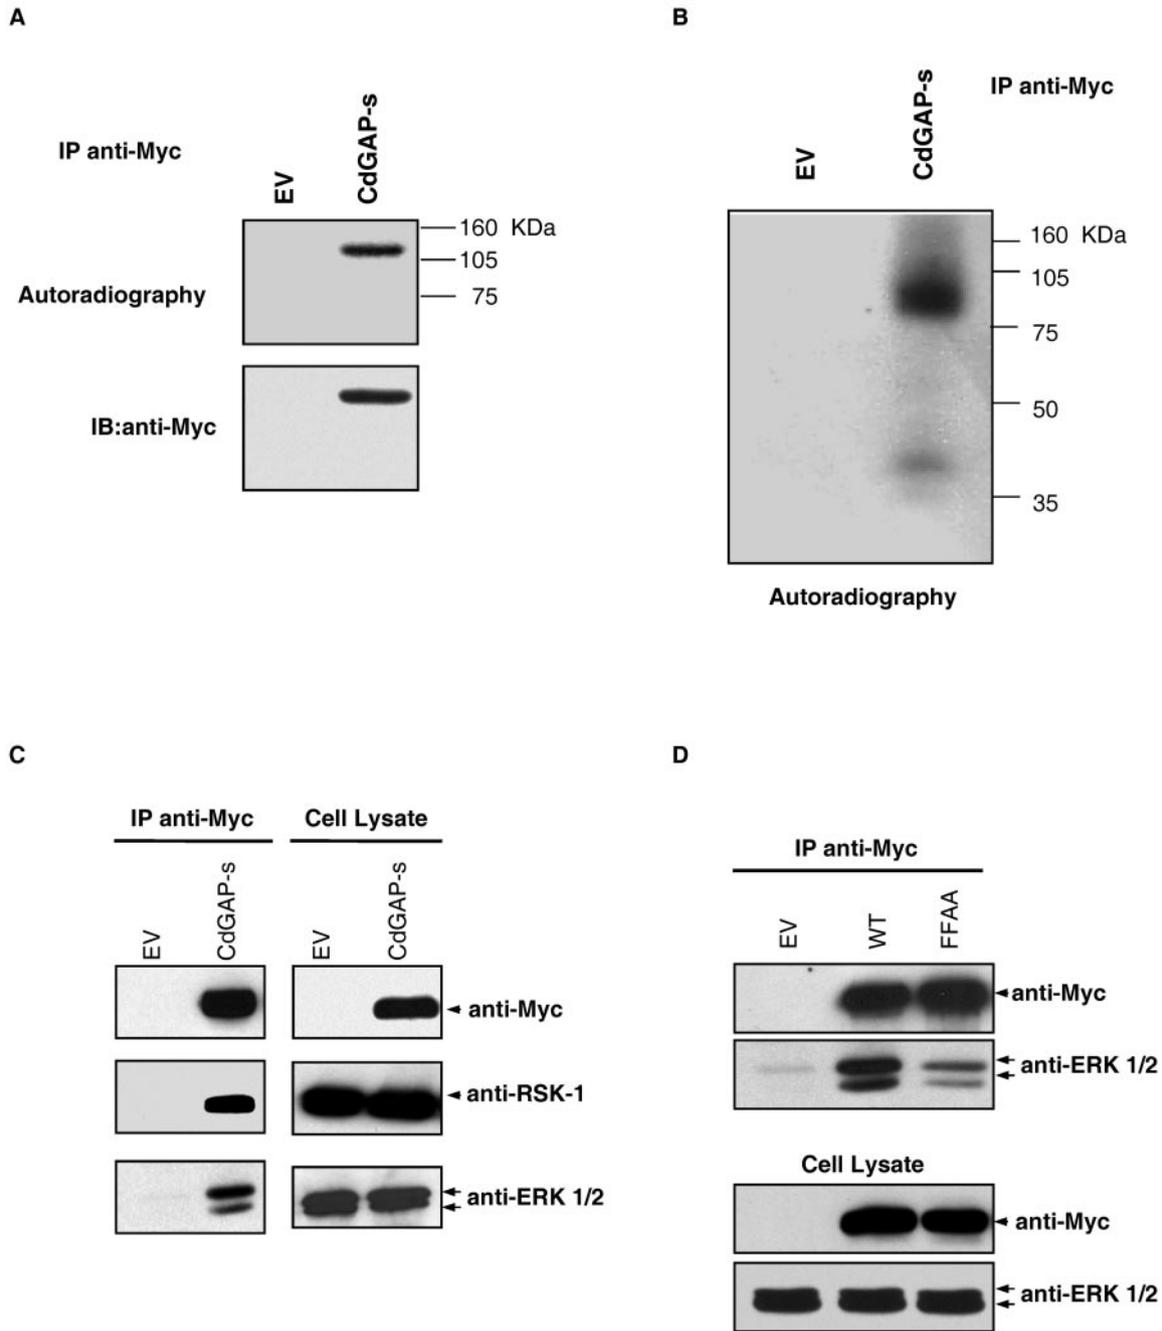 A
IP anti-Myc
EV
CdGAP-s
160 KDa
105
75
Autoradiography
IB:anti-Myc
B
EV
CdGAP-s
IP anti-Myc
160 KDa
105
75
50
35
Autoradiography
C
IP anti-Myc
Cell Lysate
EV
CdGAP-s
EV
CdGAP-s
anti-Myc
anti-RSK-1
anti-ERK 1/2
D
IP anti-Myc
EV
WT
FFAA
anti-Myc
anti-ERK 1/2
Cell Lysate
anti-Myc
anti-ERK 1/2